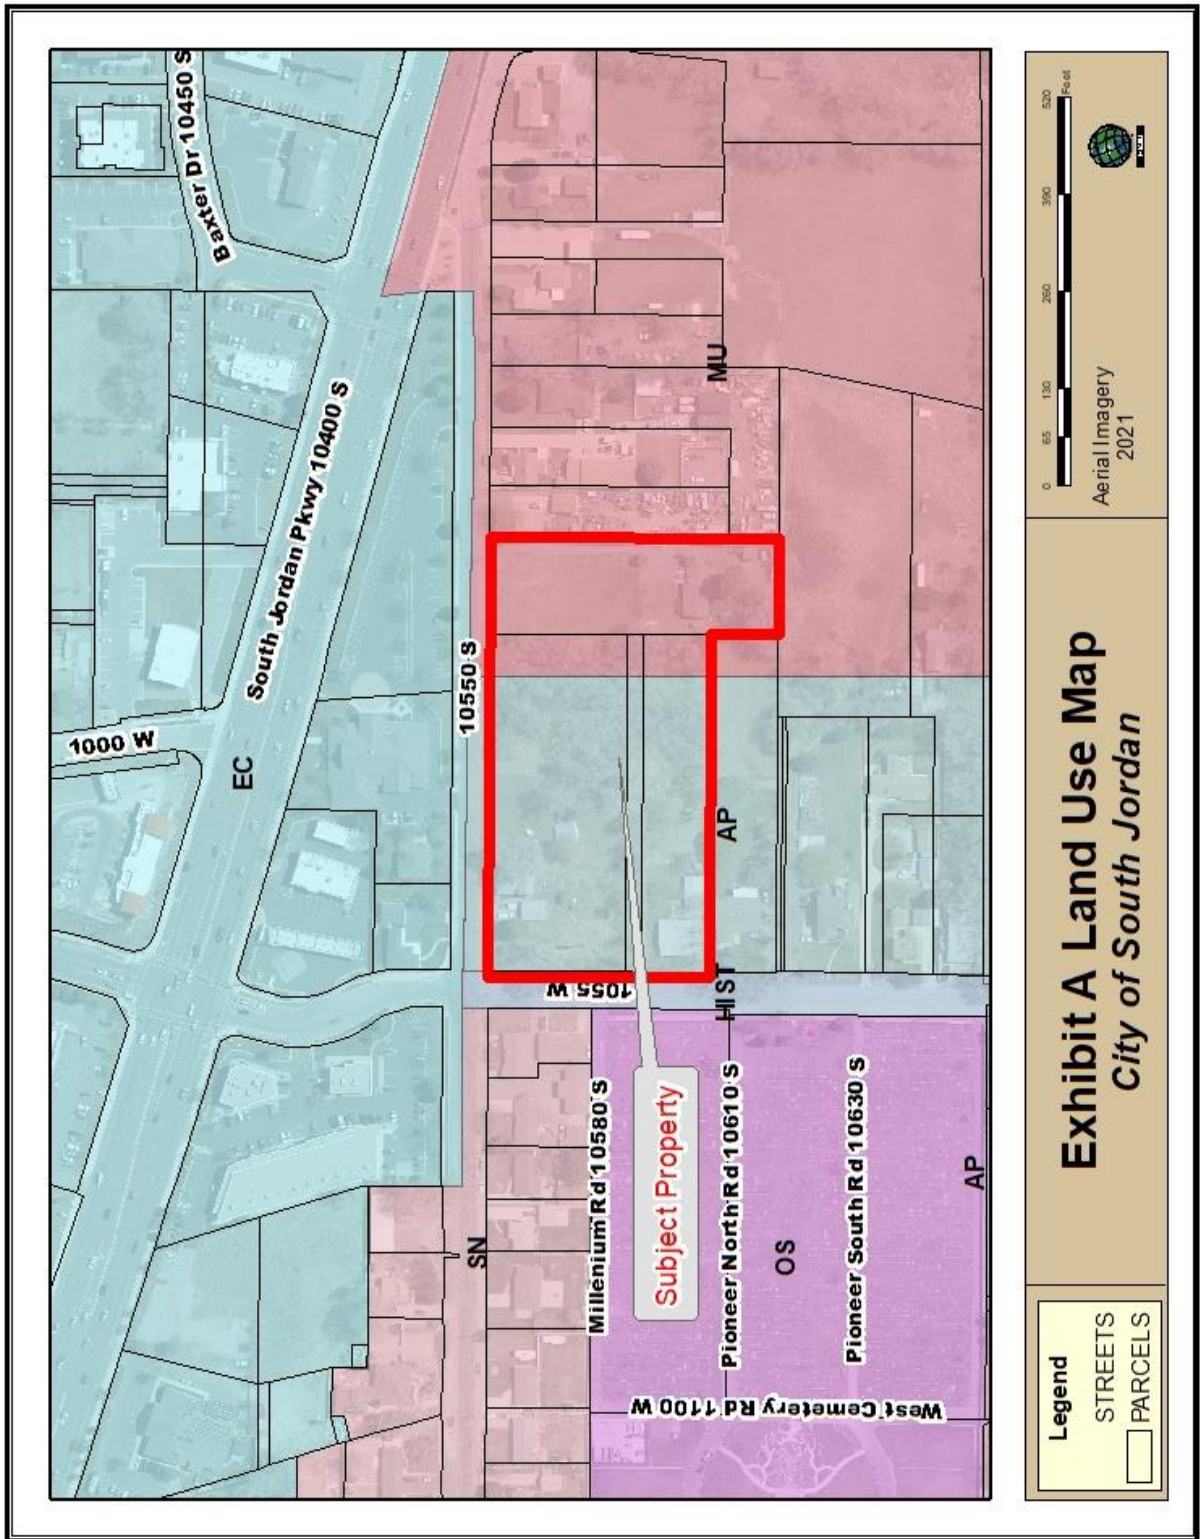 Baxter Dr 10450 S
South Jordan Pkwy 10400 S
1000 W
EC
10550 S
MU
AP
1055 W
HIST
SN
Millenium Rd 10580 S
Subject Property
Pioneer North Rd 10610 S
OS
Pioneer South Rd 10630 S
AP
West Cemetery Rd 1100 W
Legend
STREETS
PARCELS
Exhibit A Land Use Map
City of South Jordan
0 65 130 260 390 520
Feet
Aerial Imagery
2021